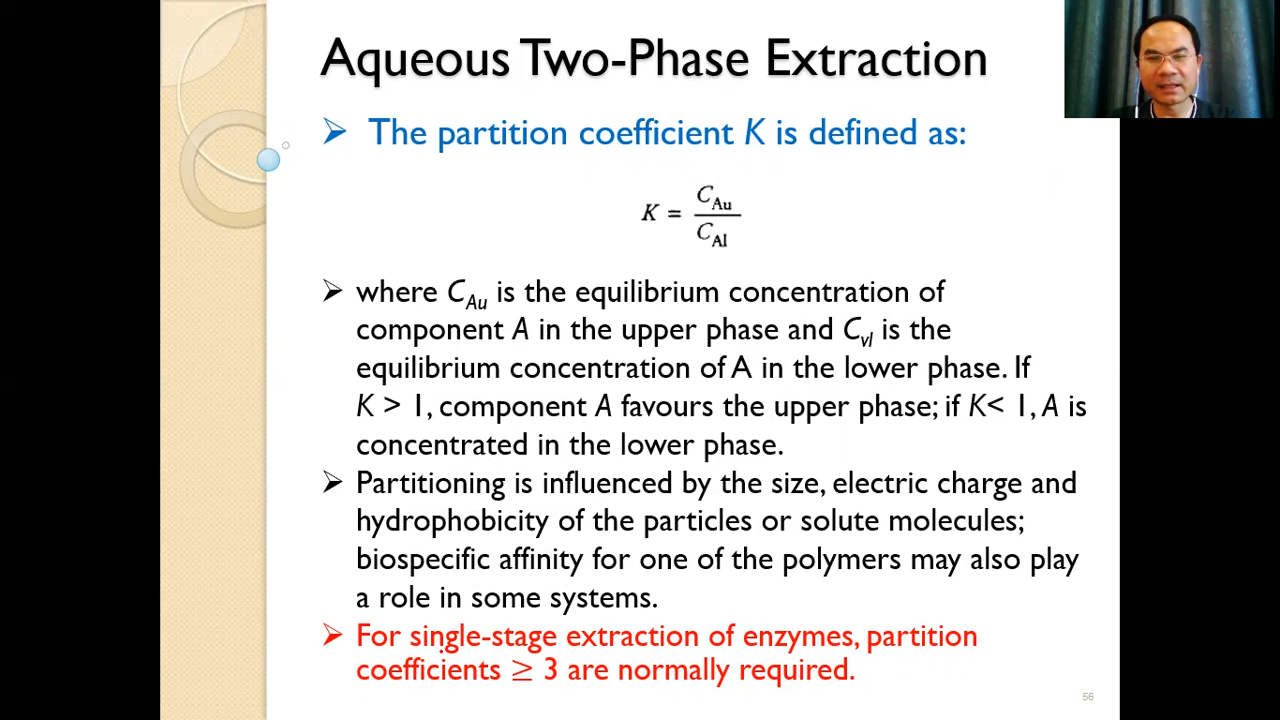 Aqueous Two-Phase Extraction
➢ The partition coefficient K is defined as:
K = C_Au / C_Al
➢ where C_Au is the equilibrium concentration of
component A in the upper phase and C_vl is the
equilibrium concentration of A in the lower phase. If
K > 1, component A favours the upper phase; if K< 1, A is
concentrated in the lower phase.
➢ Partitioning is influenced by the size, electric charge and
hydrophobicity of the particles or solute molecules;
biospecific affinity for one of the polymers may also play
a role in some systems.
➢ For single-stage extraction of enzymes, partition
coefficients ≥ 3 are normally required.
56